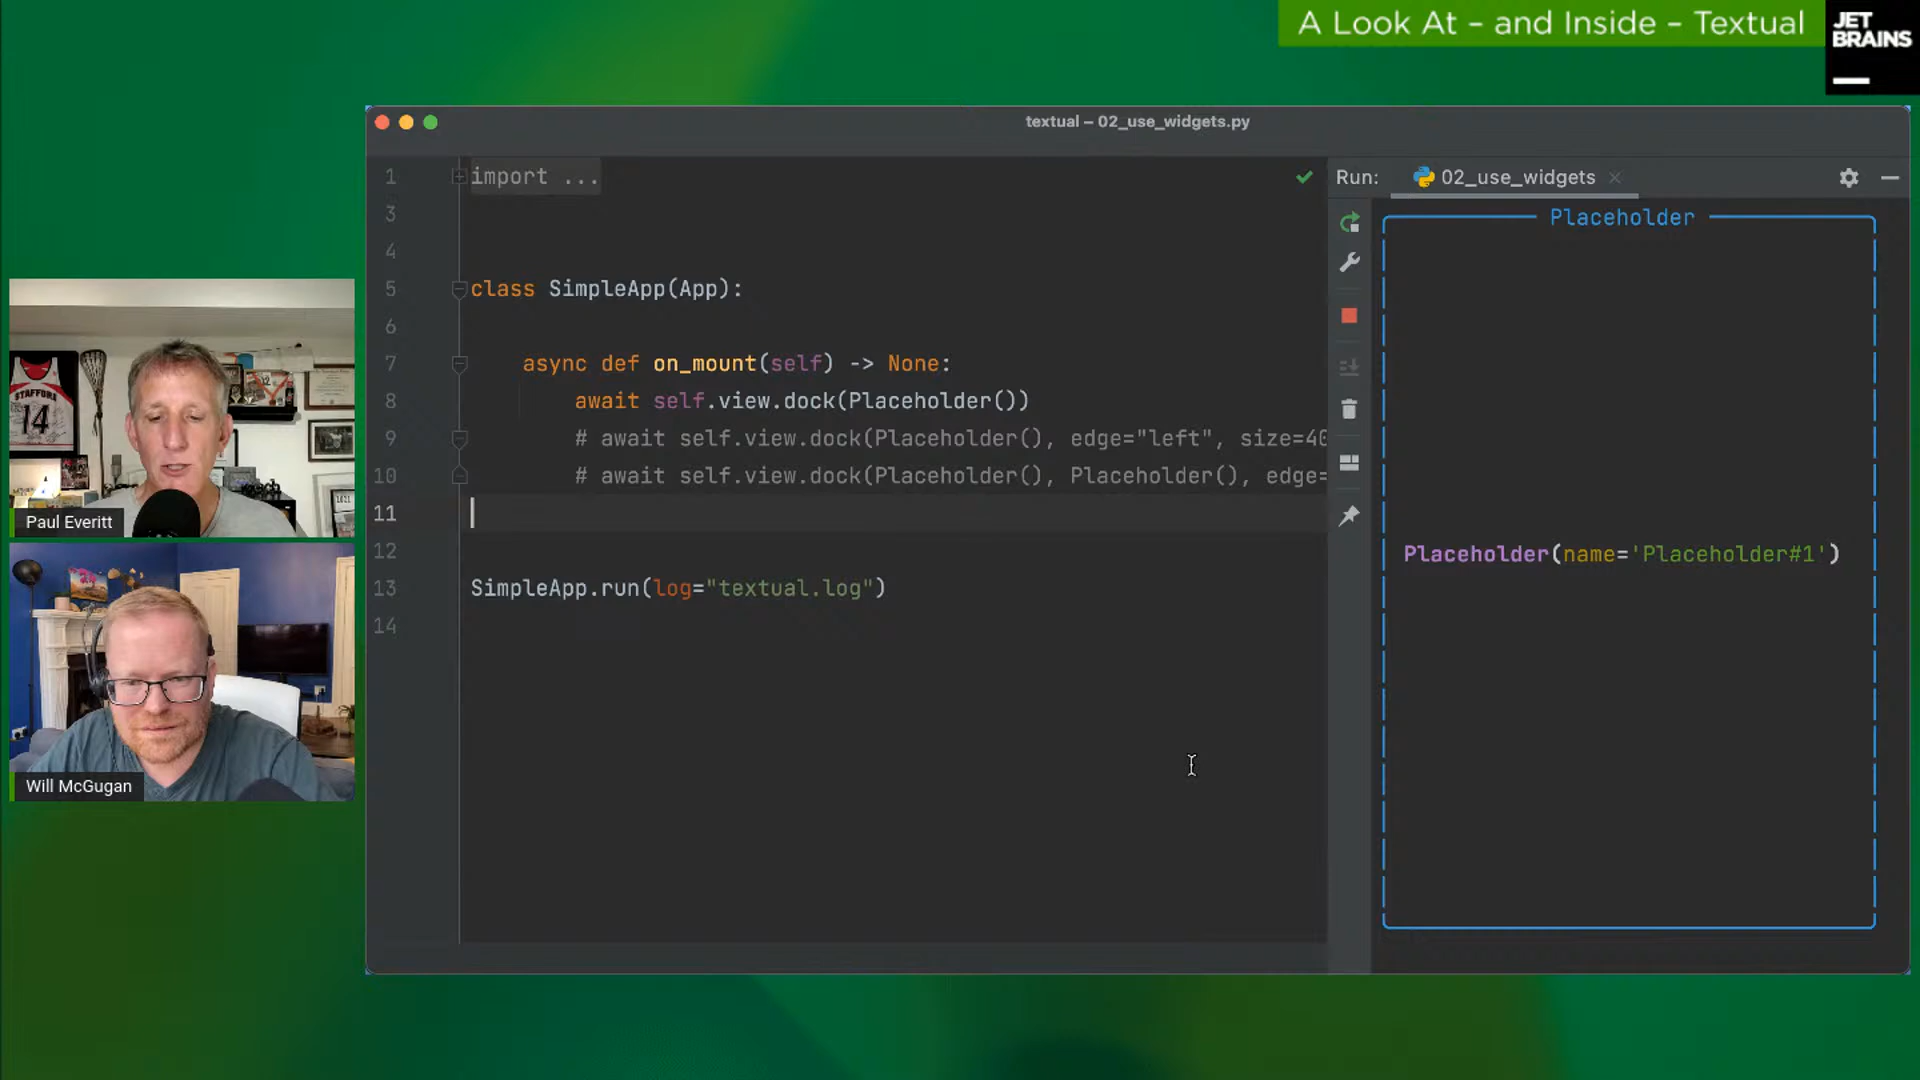 A Look At – and Inside – Textual
JET
BRAINS
textual – 02_use_widgets.py
1 import ...
3
4
5 class SimpleApp(App):
6
7 async def on_mount(self) -> None:
8 await self.view.dock(Placeholder())
9 # await self.view.dock(Placeholder(), edge="left", size=40
10 # await self.view.dock(Placeholder(), Placeholder(), edge=
11
12
13 SimpleApp.run(log="textual.log")
14
Run: 02_use_widgets
Placeholder
Placeholder(name='Placeholder#1')
STAFFORD
14
Paul Everitt
Will McGugan